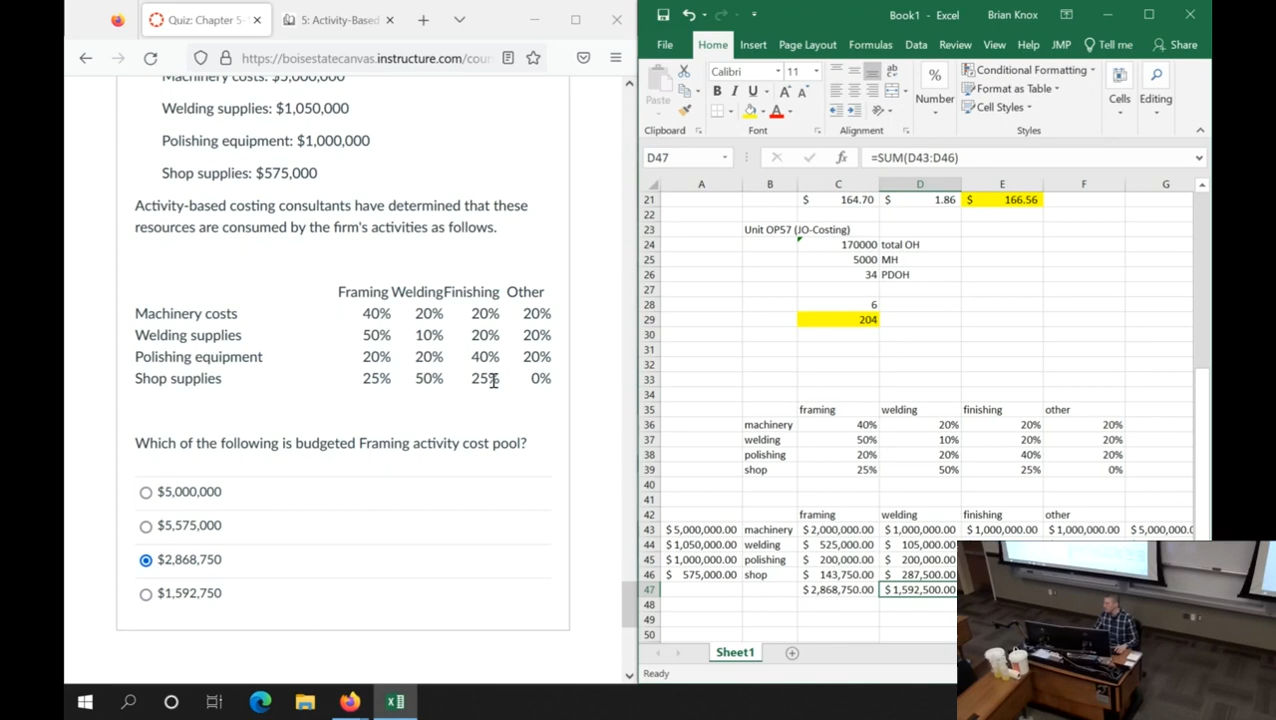 Quiz: Chapter 5-
5: Activity-Based
Book1 - Excel
Brian Knox
https://boisestatecanvas.instructure.com/cour
File Home Insert Page Layout Formulas Data Review View Help JMP Tell me Share
Machinery costs: $5,000,000
Welding supplies: $1,050,000
Polishing equipment: $1,000,000
Shop supplies: $575,000
Activity-based costing consultants have determined that these
resources are consumed by the firm's activities as follows.
Framing Welding Finishing Other
Machinery costs 40% 20% 20% 20%
Welding supplies 50% 10% 20% 20%
Polishing equipment 20% 20% 40% 20%
Shop supplies 25% 50% 25% 0%
Which of the following is budgeted Framing activity cost pool?
$5,000,000
$5,575,000
$2,868,750
$1,592,750
Paste
Calibri 11
B I U
Number
Conditional Formatting
Format as Table
Cell Styles
Cells
Editing
Clipboard Font Alignment Styles
D47 =SUM(D43:D46)
A B C D E F G
21 $ 164.70 $ 1.86 $ 166.56
22
23 Unit OP57 (JO-Costing)
24 170000 total OH
25 5000 MH
26 34 PDOH
27
28 6
29 204
30
31
32
33
34
35 framing welding finishing other
36 machinery 40% 20% 20% 20%
37 welding 50% 10% 20% 20%
38 polishing 20% 20% 40% 20%
39 shop 25% 50% 25% 0%
40
41
42 framing welding finishing other
43 $5,000,000.00 machinery $2,000,000.00 $1,000,000.00 $1,000,000.00 $1,000,000.00 $5,000,000.0
44 $1,050,000.00 welding $ 525,000.00 $ 105,000.00
45 $1,000,000.00 polishing $ 200,000.00 $ 200,000.00
46 $ 575,000.00 shop $ 143,750.00 $ 287,500.00
47 $2,868,750.00 $1,592,500.00
48
49
50
Sheet1
Ready